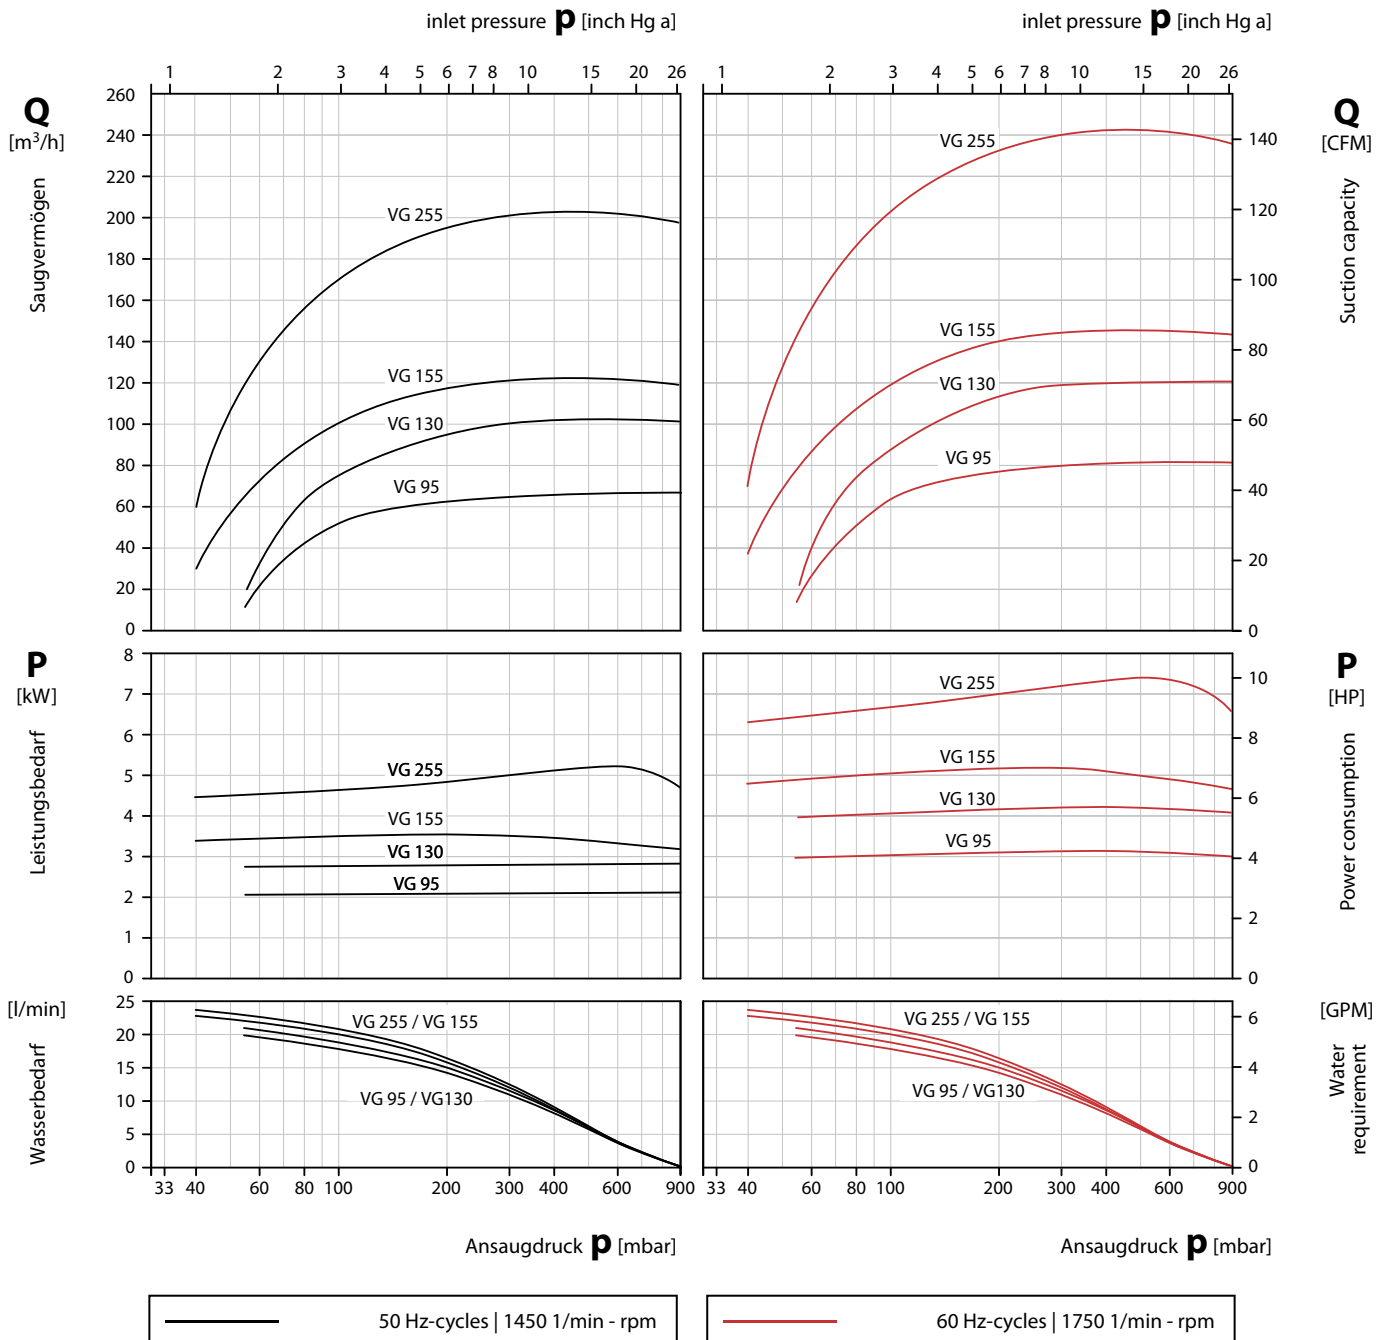 inlet pressure p [inch Hg a]
inlet pressure p [inch Hg a]
1 2 3 4 5 6 7 8 10 15 20 26
1 2 3 4 5 6 7 8 10 15 20 26
Q
[m³/h]
Saugvermögen
260
240
220
200
180
160
140
120
100
80
60
40
20
0
VG 255
VG 155
VG 130
VG 95
VG 255
VG 155
VG 130
VG 95
140
120
100
80
60
40
20
0
Q
[CFM]
Suction capacity
P
[kW]
Leistungsbedarf
8
7
6
5
4
3
2
1
0
VG 255
VG 155
VG 130
VG 95
VG 255
VG 155
VG 130
VG 95
10
8
6
4
2
0
P
[HP]
Power consumption
[l/min]
Wasserbedarf
25
20
15
10
5
0
VG 255 / VG 155
VG 95 / VG130
VG 255 / VG 155
VG 95 / VG130
6
4
2
0
[GPM]
Water
requirement
33 40 60 80 100 200 300 400 600 900
33 40 60 80 100 200 300 400 600 900
Ansaugdruck p [mbar]
Ansaugdruck p [mbar]
50 Hz-cycles | 1450 1/min - rpm
60 Hz-cycles | 1750 1/min - rpm